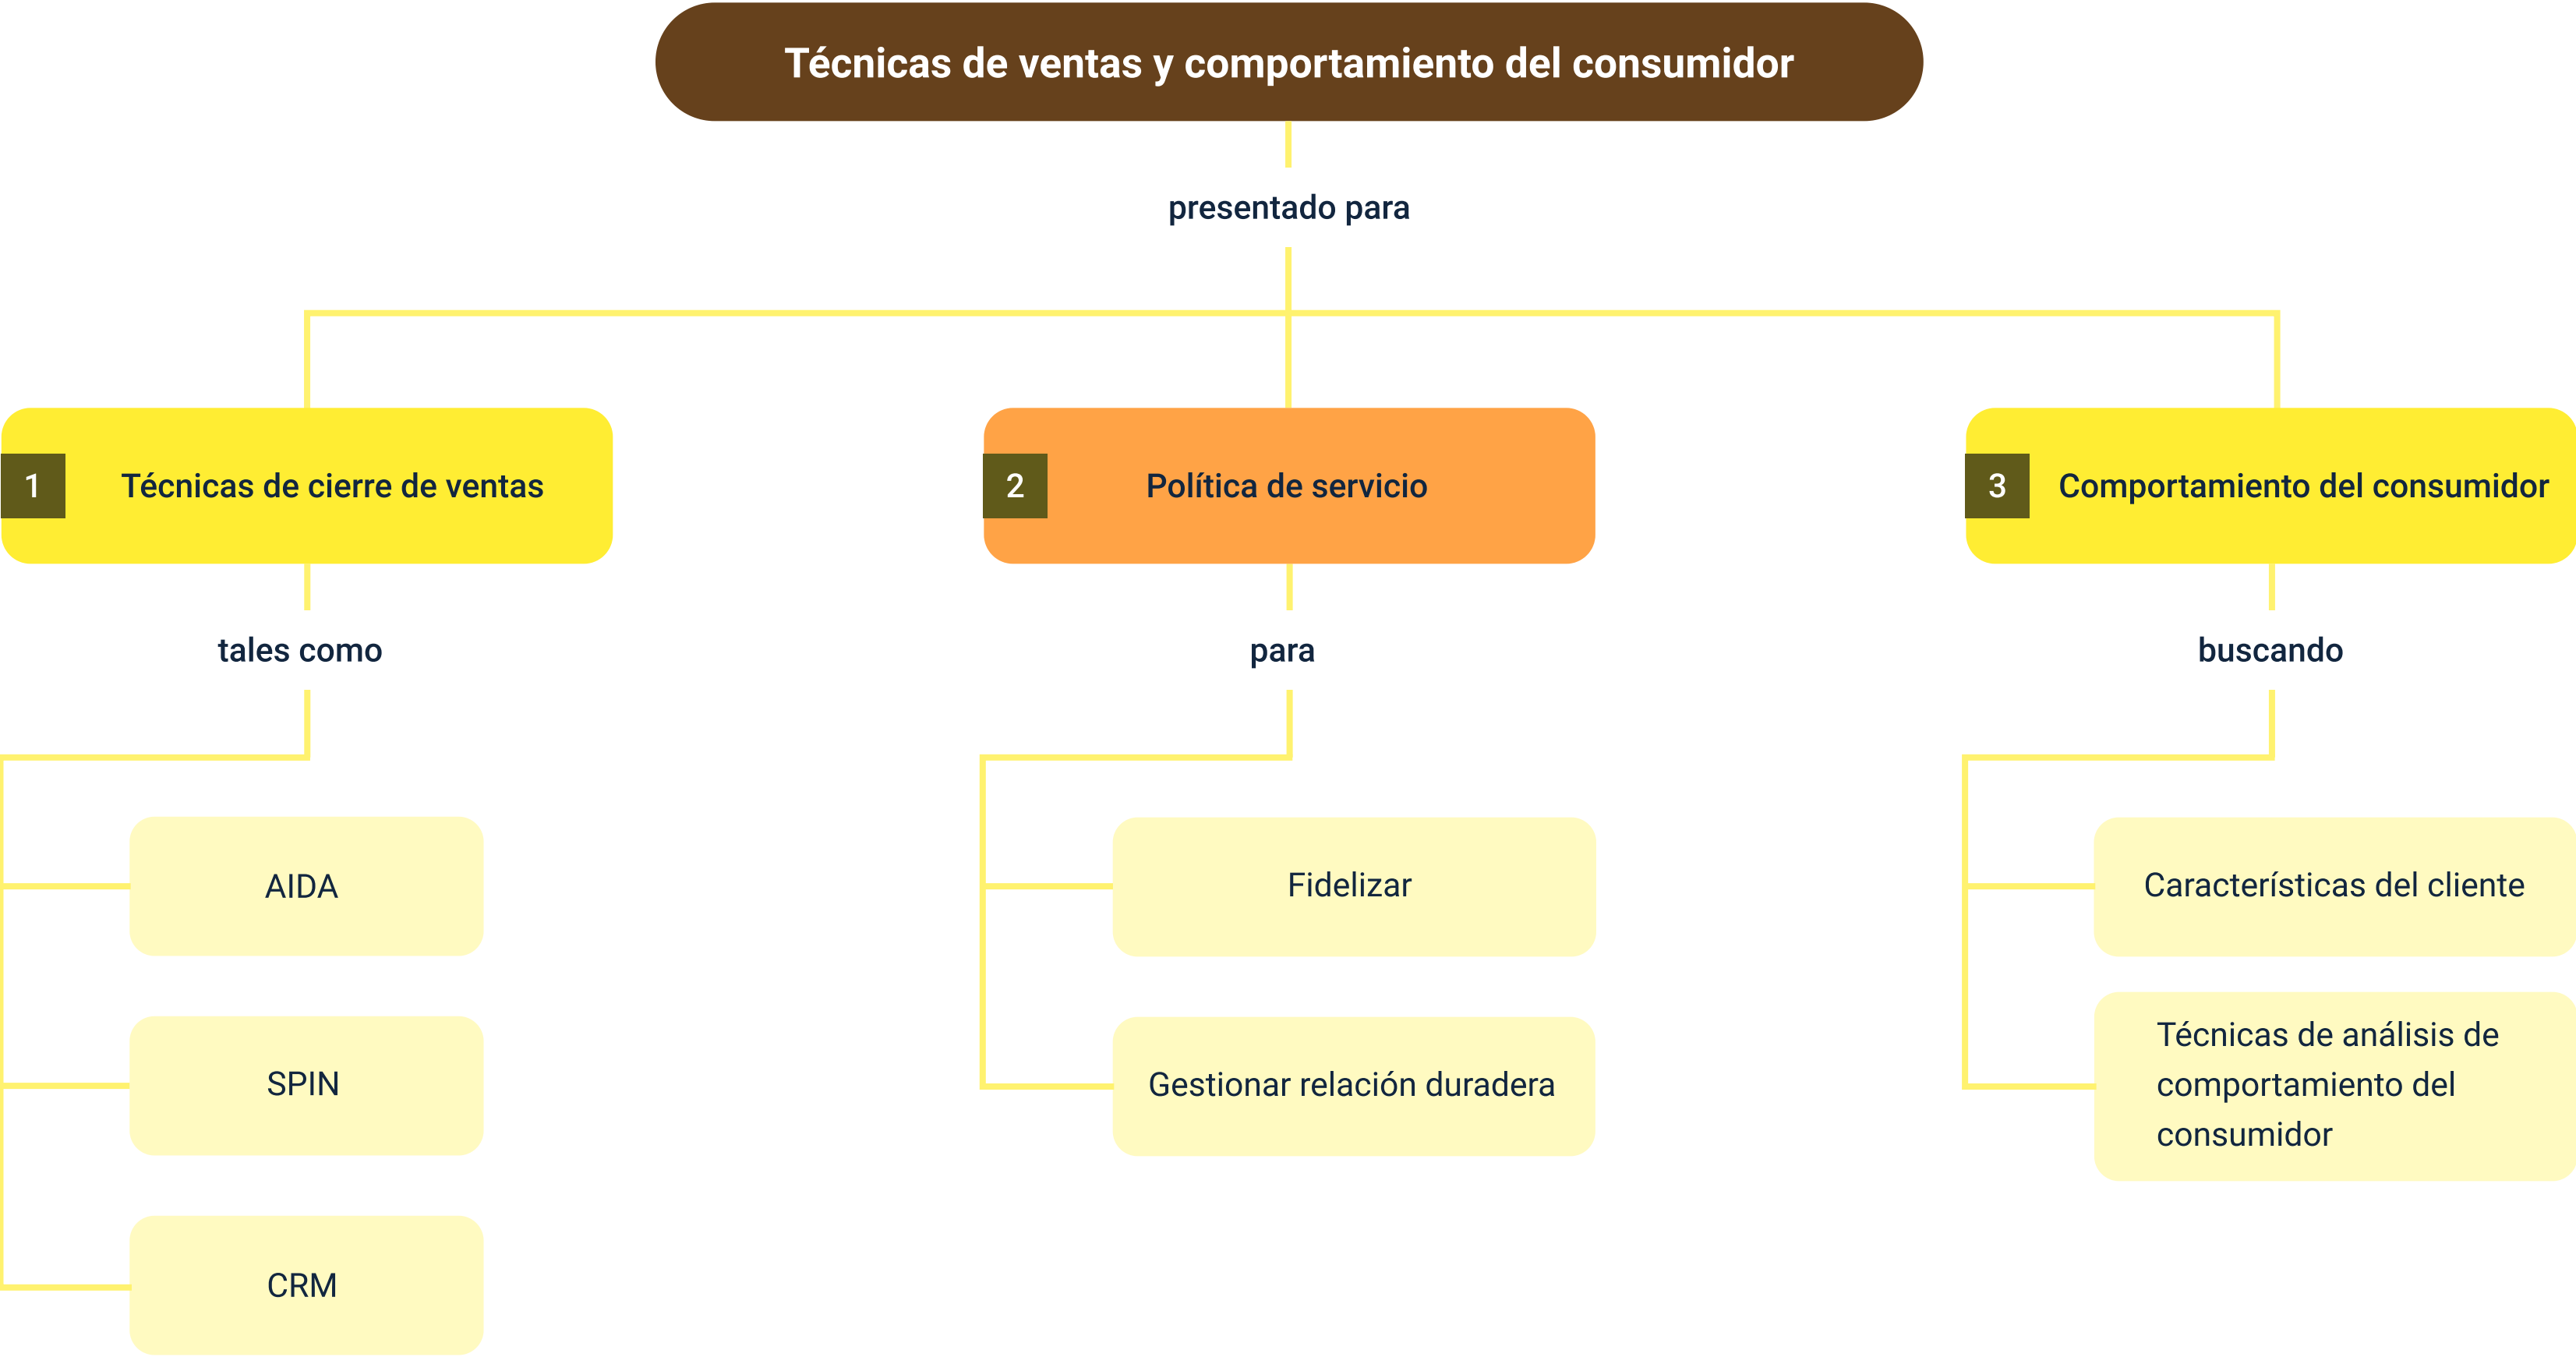 Técnicas de ventas y comportamiento del consumidor
presentado para
1
Técnicas de cierre de ventas
tales como
AIDA
SPIN
CRM
2
Política de servicio
para
Fidelizar
Gestionar relación duradera
3
Comportamiento del consumidor
buscando
Características del cliente
Técnicas de análisis de
comportamiento del
consumidor